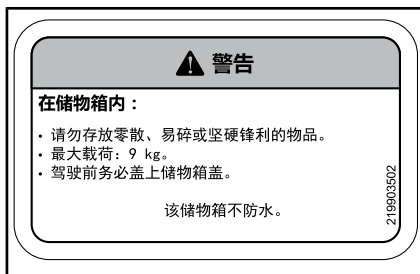 警告
在储物箱内：
· 请勿存放零散、易碎或坚硬锋利的物品。
· 最大载荷：9 kg。
· 驾驶前务必盖上储物箱盖。
该储物箱不防水。
219903502